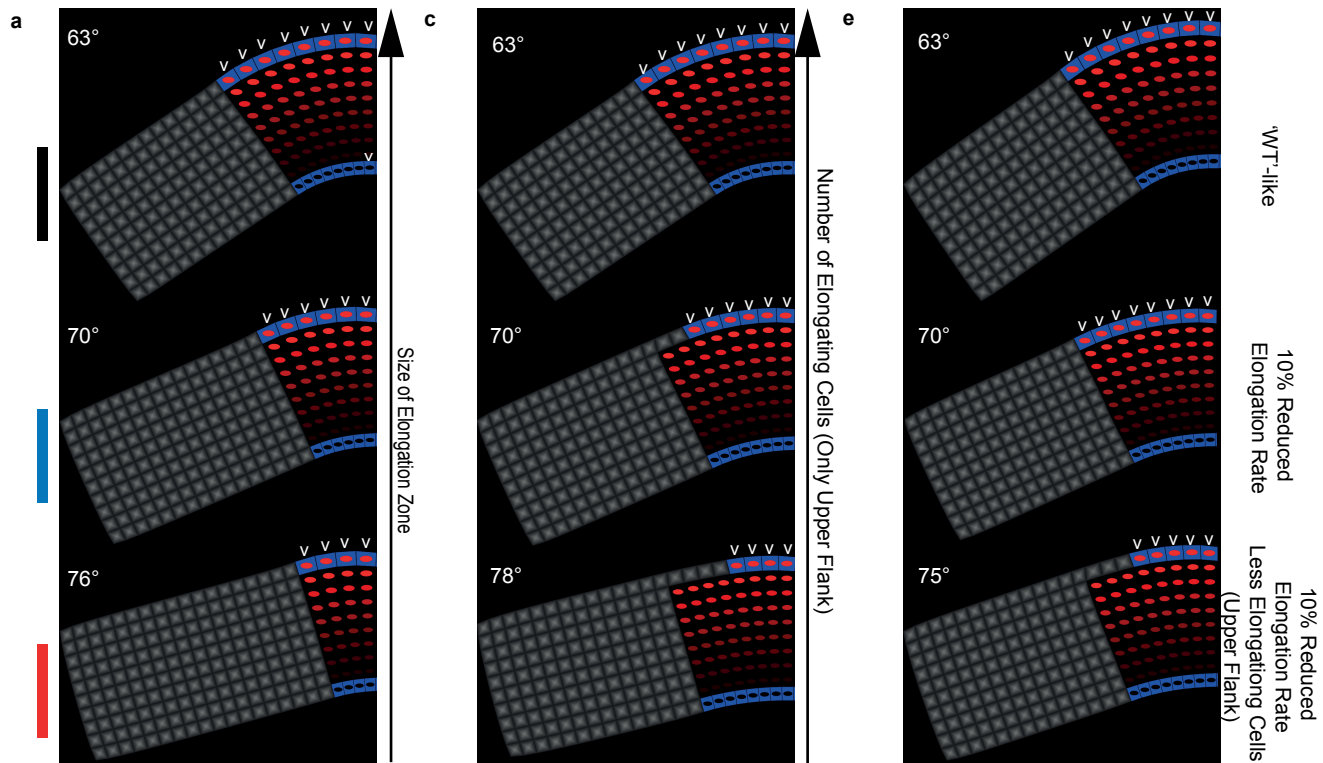 a
63°
70°
76°
Size of Elongation Zone
c
63°
70°
78°
Number of Elongating Cells (Only Upper Flank)
e
63°
70°
75°
'WT'-like
10% Reduced
Elongation Rate
10% Reduced
Elongation Rate
Less Elongationg Cells
(Upper Flank)